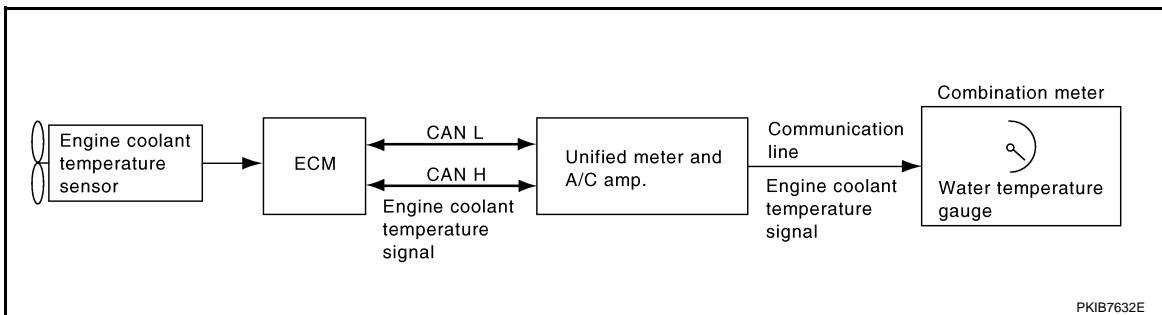 Engine coolant
temperature
sensor
ECM
CAN L
CAN H
Engine coolant
temperature
signal
Unified meter and
A/C amp.
Communication
line
Engine coolant
temperature
signal
Combination meter
Water temperature
gauge
PKIB7632E